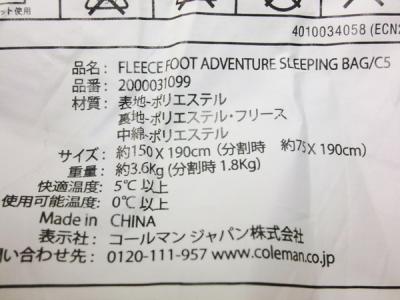 ット使用
4010034058 (ECN2
品名: FLEECE FOOT ADVENTURE SLEEPING BAG/C5
品番: 2000031099
材質: 表地-ポリエステル
裏地-ポリエステル・フリース
中綿-ポリエステル
サイズ: 約150 X 190cm (分割時 約75 X 190cm)
重量: 約3.6Kg (分割時 1.8Kg)
快適温度: 5℃ 以上
使用可能温度: 0℃ 以上
Made in CHINA
表示社: コールマン ジャパン株式会社
問い合わせ先: 0120-111-957 www.coleman.co.jp